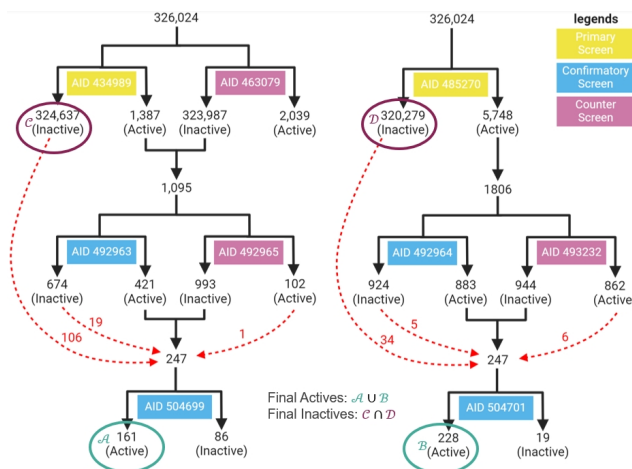 326,024
AID 434989
AID 463079
𝒞 324,637
(Inactive)
1,387
(Active)
323,987
(Inactive)
2,039
(Active)
1,095
AID 492963
AID 492965
674
(Inactive)
421
(Active)
993
(Inactive)
102
(Active)
19
106
1
247
AID 504699
𝒜 161
(Active)
86
(Inactive)
326,024
AID 485270
𝒟 320,279
(Inactive)
5,748
(Active)
1806
AID 492964
AID 493232
924
(Inactive)
883
(Active)
944
(Inactive)
862
(Active)
5
34
6
247
AID 504701
ℬ 228
(Active)
19
(Inactive)
Final Actives: 𝒜 ∪ ℬ
Final Inactives: 𝒞 ∩ 𝒟
legends
Primary
Screen
Confirmatory
Screen
Counter
Screen